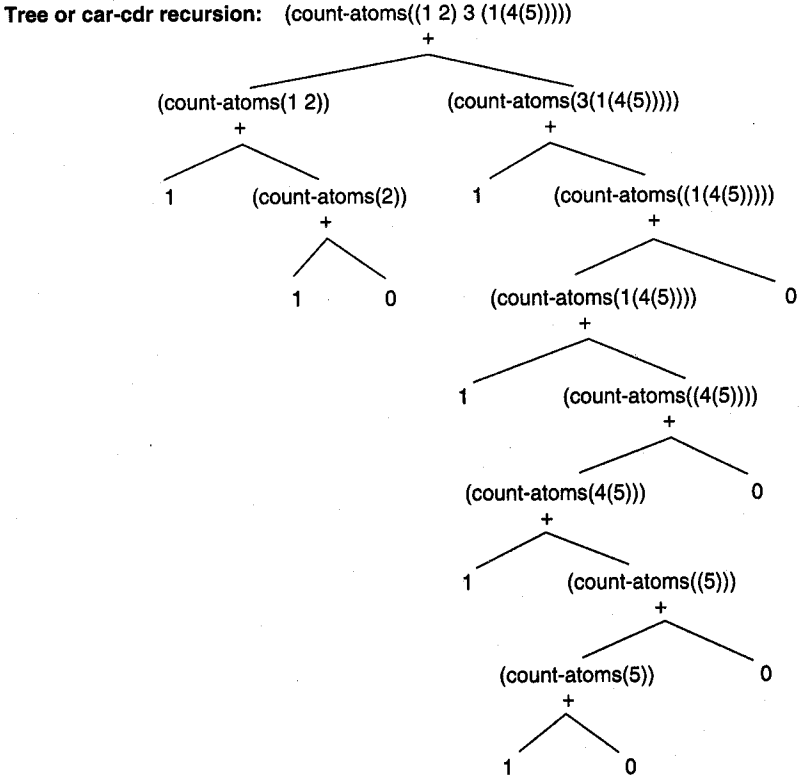 Tree or car-cdr recursion: (count-atoms((1 2) 3 (1(4(5)))))
+
(count-atoms(1 2)) (count-atoms(3(1(4(5)))))
+ +
1 (count-atoms(2)) 1 (count-atoms((1(4(5)))))
+ +
1 0 (count-atoms(1(4(5)))) 0
+
1 (count-atoms((4(5))))
+
(count-atoms(4(5))) 0
+
1 (count-atoms((5)))
+
(count-atoms(5)) 0
+
1 0